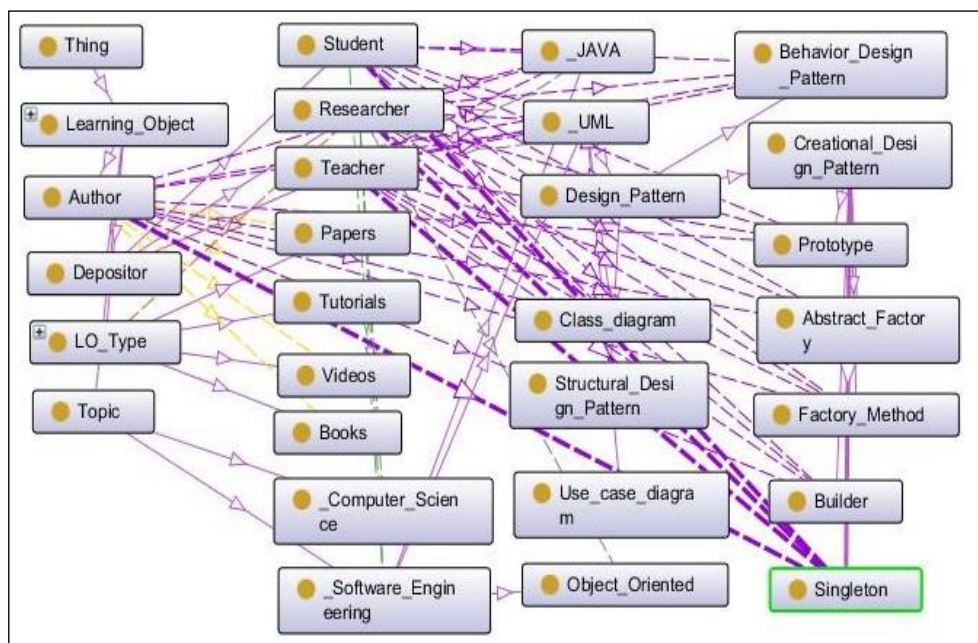 Thing
Learning_Object
Author
Depositor
LO_Type
Topic
Student
Researcher
Teacher
Papers
Tutorials
Videos
Books
_Computer_Scien
ce
_Software_Engin
eering
_JAVA
_UML
Design_Pattern
Class_diagram
Structural_Desi
gn_Pattern
Use_case_diagra
m
Object_Oriented
Behavior_Design
_Pattern
Creational_Desi
gn_Pattern
Prototype
Abstract_Factor
y
Factory_Method
Builder
Singleton